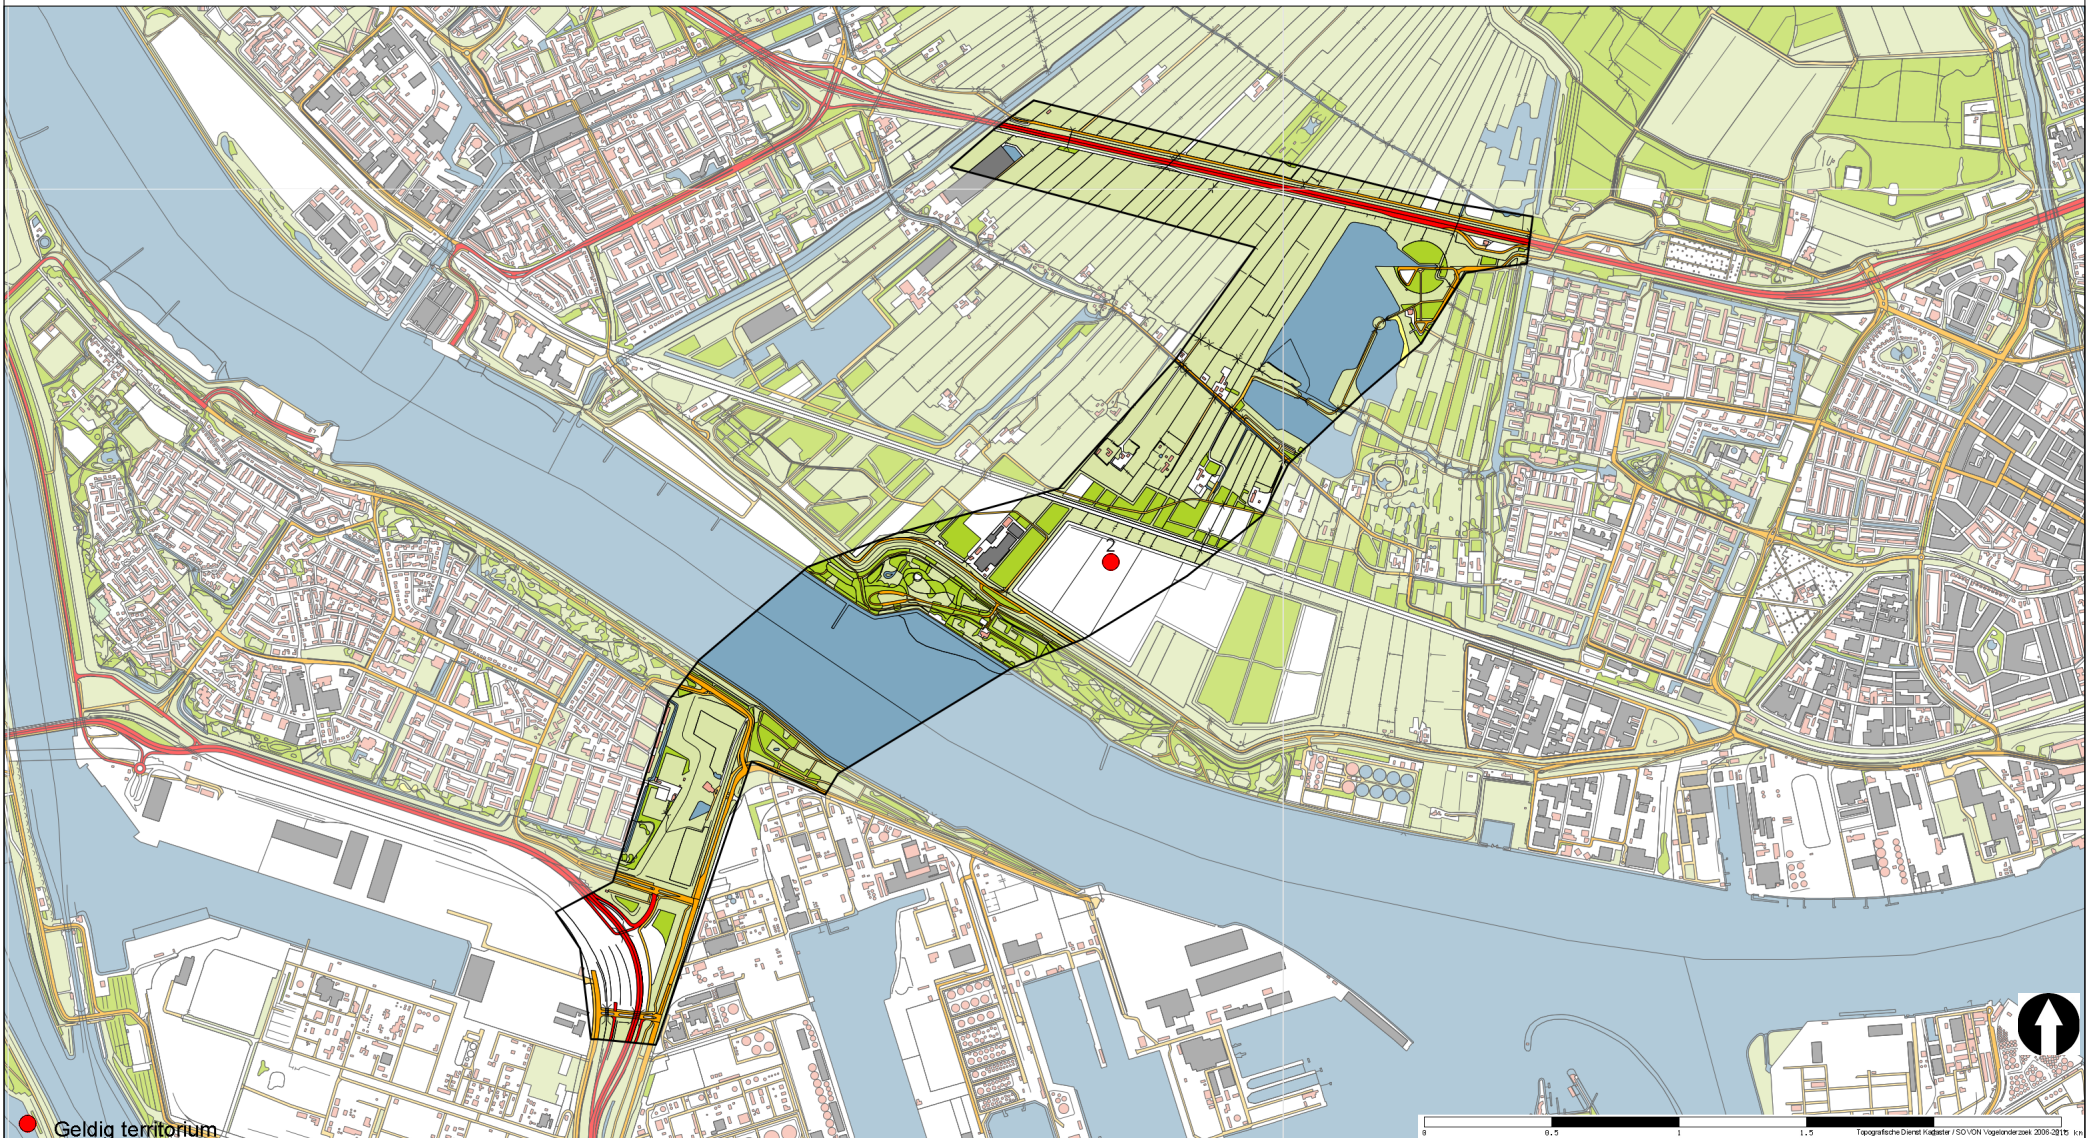 2
Geldig territorium
0 0.5 1 1.5
Topografische Dienst Kadaster / SOVON Vogelonderzoek 2006-2015 km